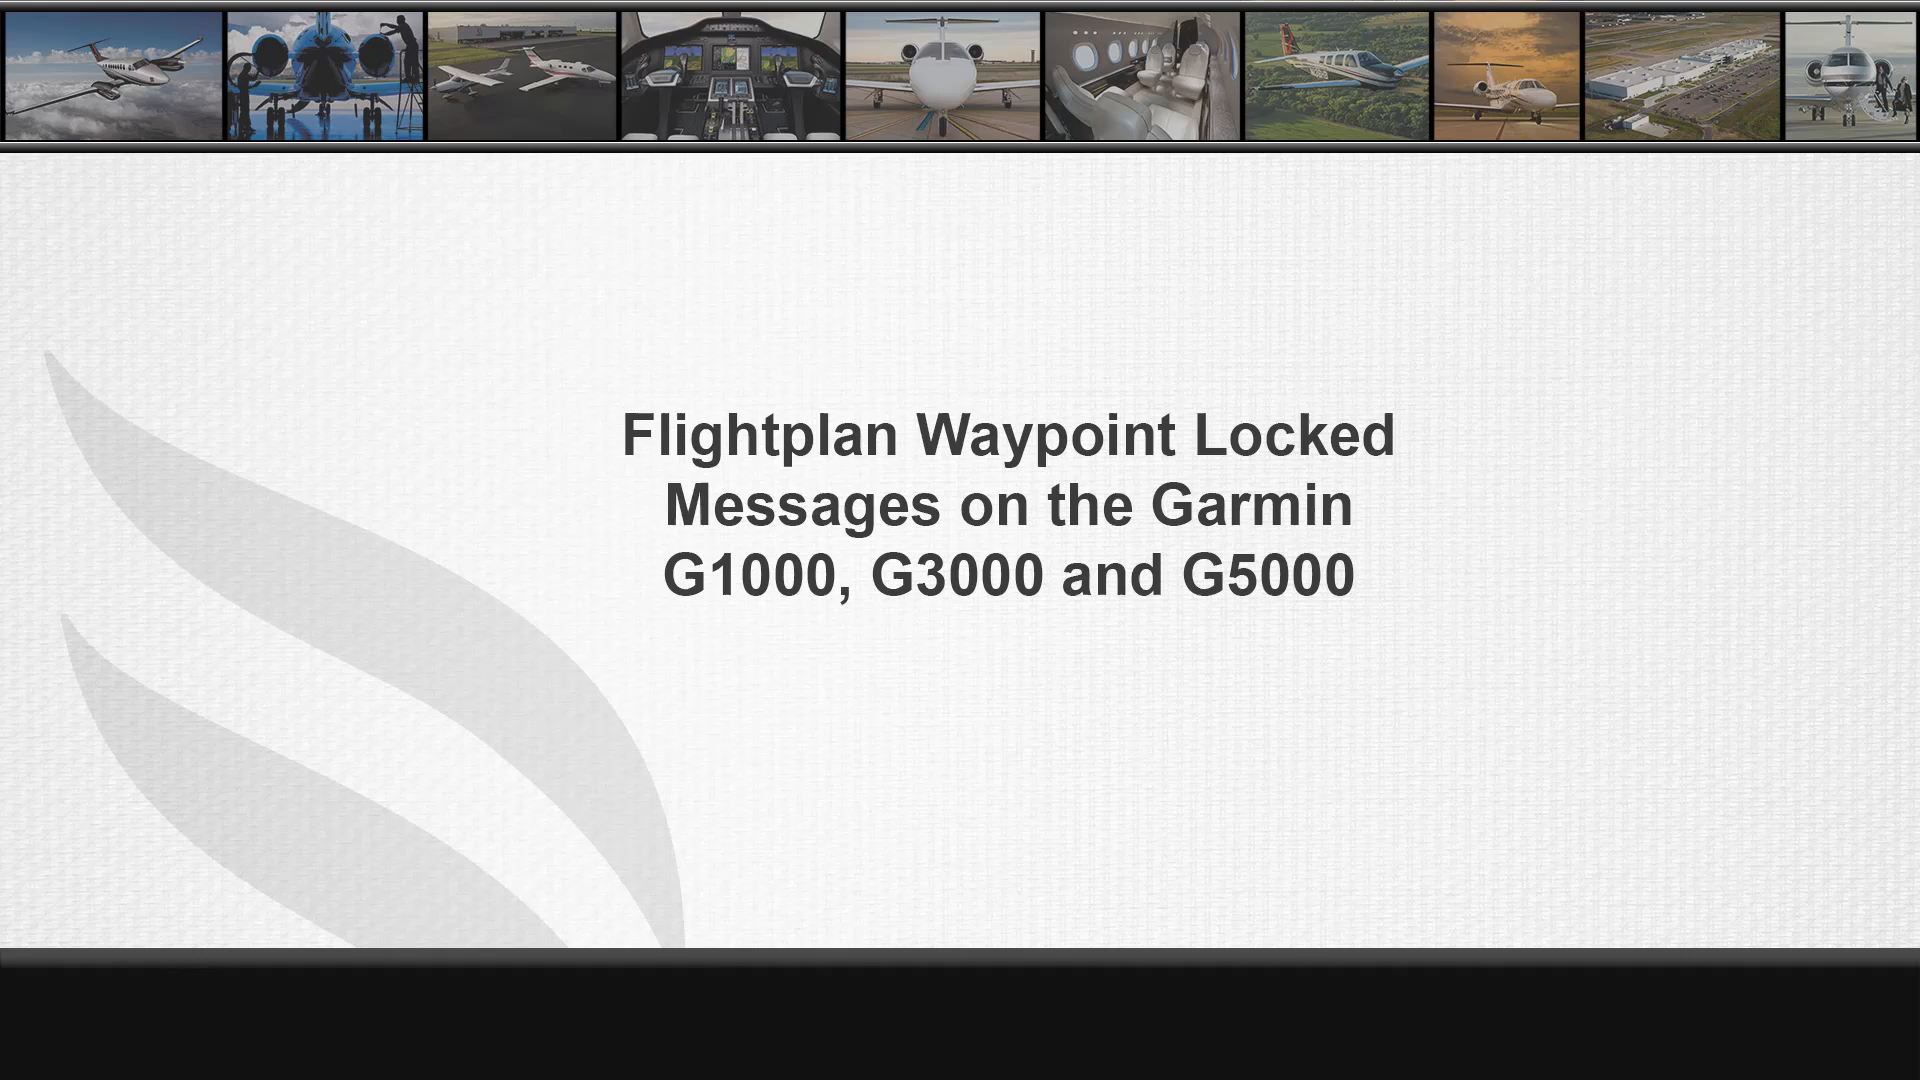 Flightplan Waypoint Locked
Messages on the Garmin
G1000, G3000 and G5000